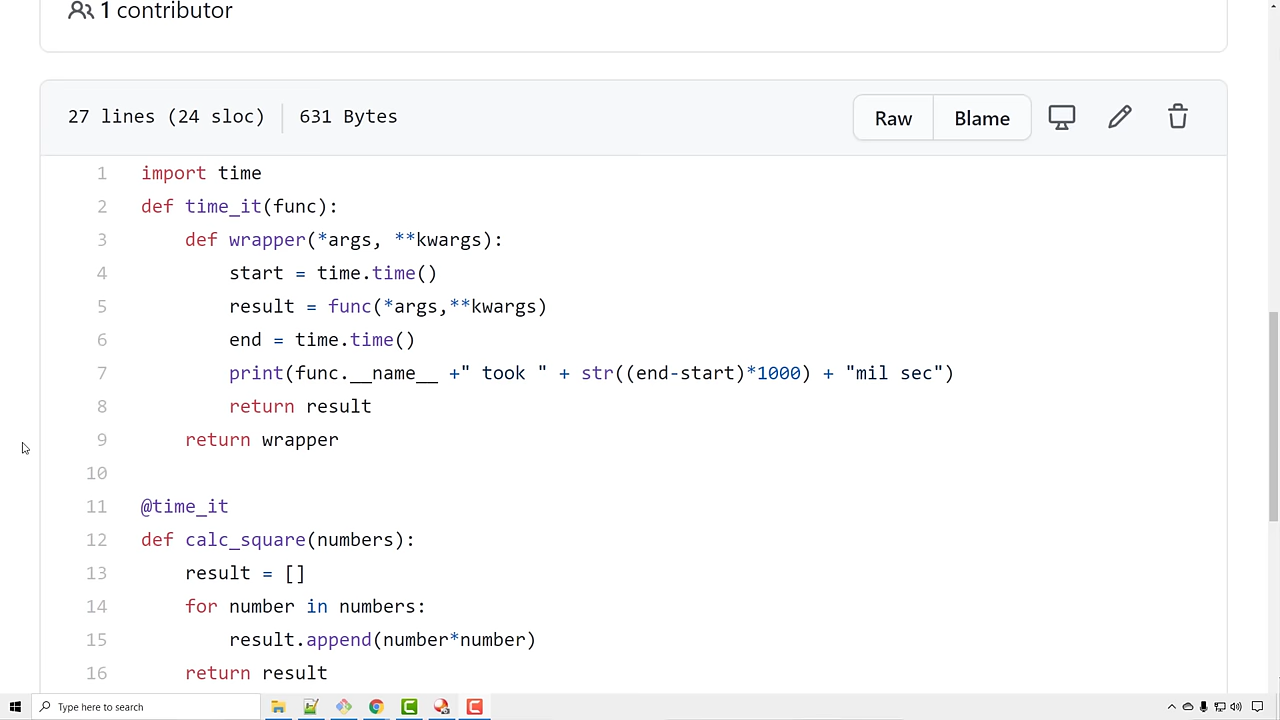 1 contributor
27 lines (24 sloc) 631 Bytes Raw Blame
1 import time
2 def time_it(func):
3     def wrapper(*args, **kwargs):
4         start = time.time()
5         result = func(*args,**kwargs)
6         end = time.time()
7         print(func.__name__ +" took " + str((end-start)*1000) + "mil sec")
8         return result
9     return wrapper
10
11 @time_it
12 def calc_square(numbers):
13     result = []
14     for number in numbers:
15         result.append(number*number)
16     return result
Type here to search